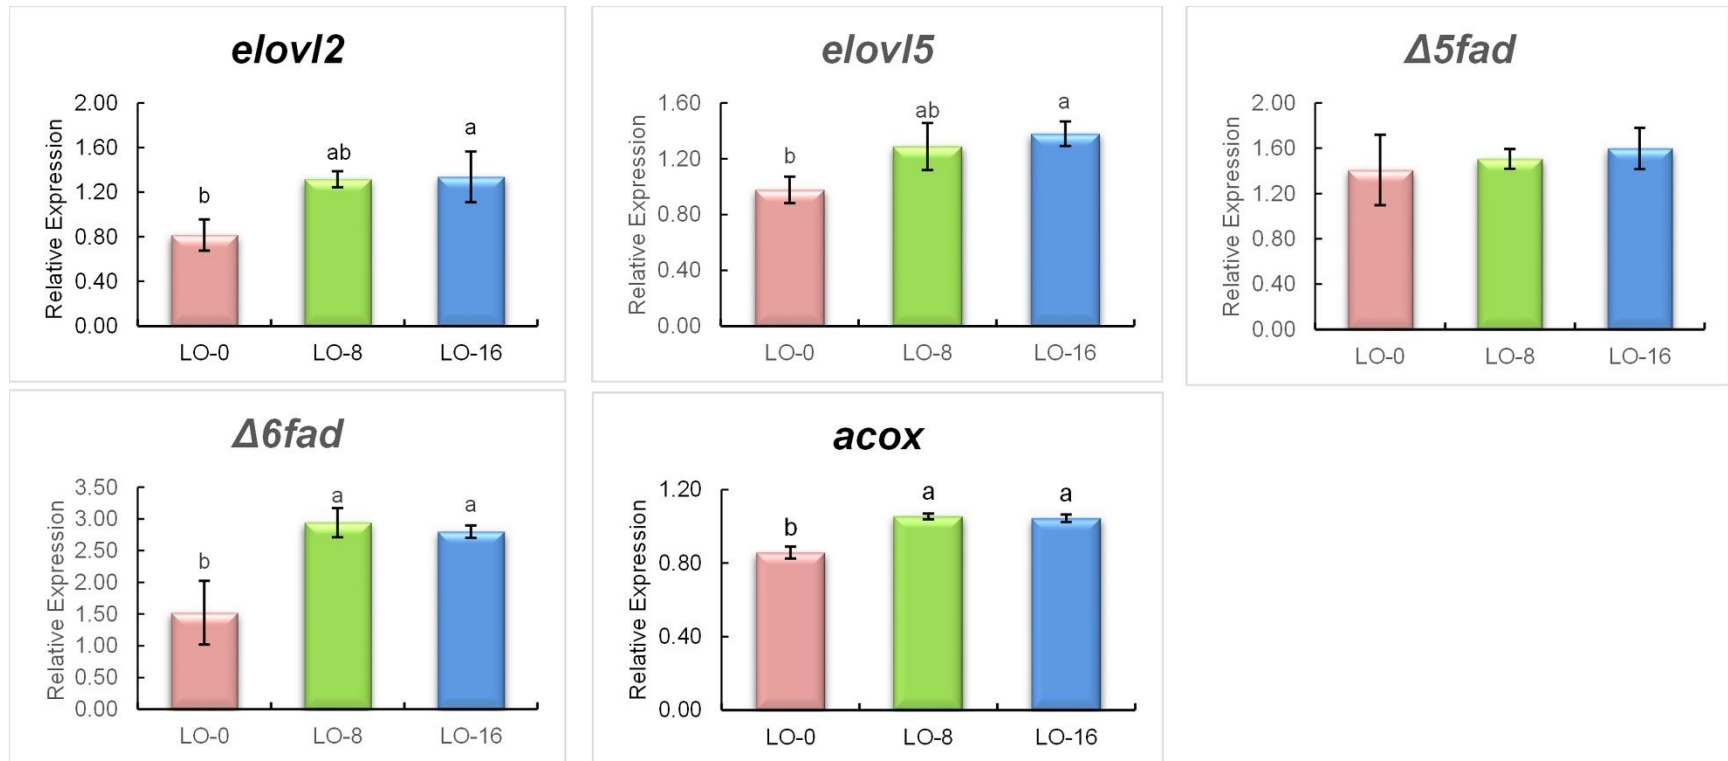 elovl2
Relative Expression
2.00
1.60
1.20
0.80
0.40
0.00
b
ab
a
LO-0 LO-8 LO-16
elovl5
Relative Expression
1.60
1.20
0.80
0.40
0.00
b
ab
a
LO-0 LO-8 LO-16
Δ5fad
Relative Expression
2.00
1.60
1.20
0.80
0.40
0.00
LO-0 LO-8 LO-16
Δ6fad
Relative Expression
3.50
3.00
2.50
2.00
1.50
1.00
0.50
0.00
b
a
a
LO-0 LO-8 LO-16
acox
Relative Expression
1.20
0.80
0.40
0.00
b
a
a
LO-0 LO-8 LO-16